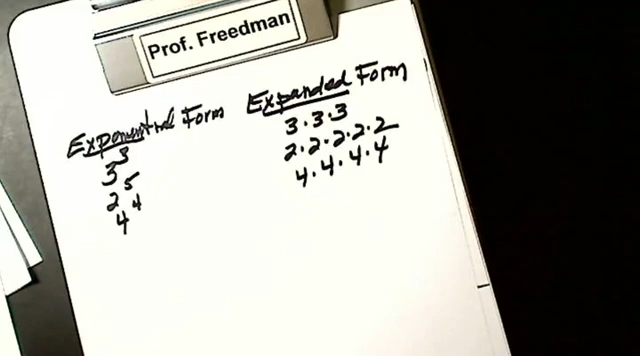 Prof. Freedman
Exponential Form
Expanded Form
3³
3·3·3
2⁵
2·2·2·2·2
4⁴
4·4·4·4